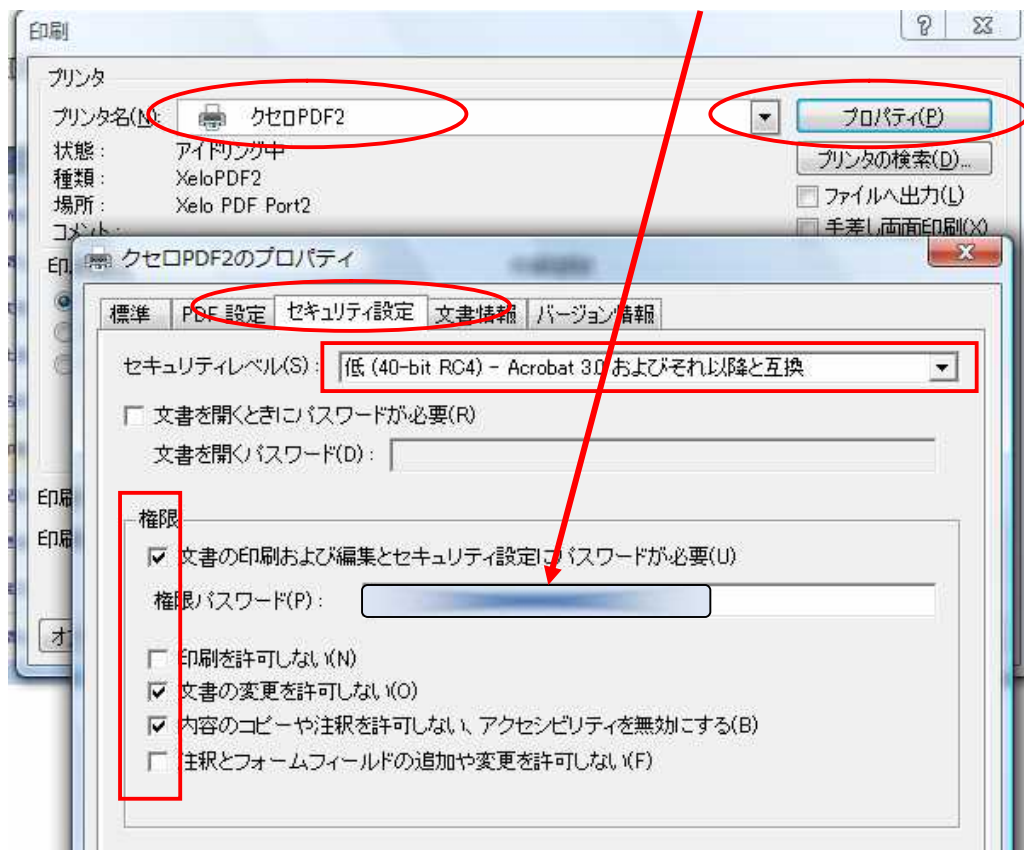 印刷
プリンタ
プリンタ名(N): クセロPDF2 プロパティ(P)
状態: アイドリング中 プリンタの検索(D)...
種類: XeloPDF2 ファイルへ出力(L)
場所: Xelo PDF Port2 手差し両面印刷(X)
コメント:
クセロPDF2のプロパティ
標準 PDF 設定 セキュリティ設定 文書情報 バージョン情報
セキュリティレベル(S): 低 (40-bit RC4) - Acrobat 3.0 およびそれ以降と互換
文書を開くときにパスワードが必要(R)
文書を開くパスワード(D):
権限
文書の印刷および編集とセキュリティ設定にパスワードが必要(U)
権限パスワード(P):
印刷を許可しない(N)
文書の変更を許可しない(O)
内容のコピーや注釈を許可しない、アクセシビリティを無効にする(B)
注釈とフォームフィールドの追加や変更を許可しない(F)